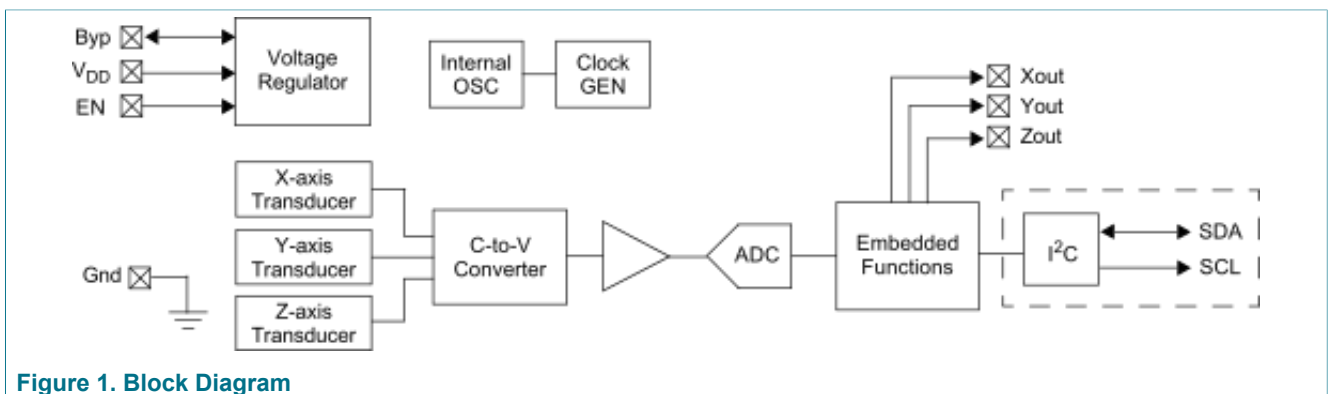 Byp
V_DD
EN
Voltage
Regulator
Internal
OSC
Clock
GEN
Xout
Yout
Zout
X-axis
Transducer
Y-axis
Transducer
Z-axis
Transducer
Gnd
C-to-V
Converter
ADC
Embedded
Functions
I²C
SDA
SCL
Figure 1. Block Diagram